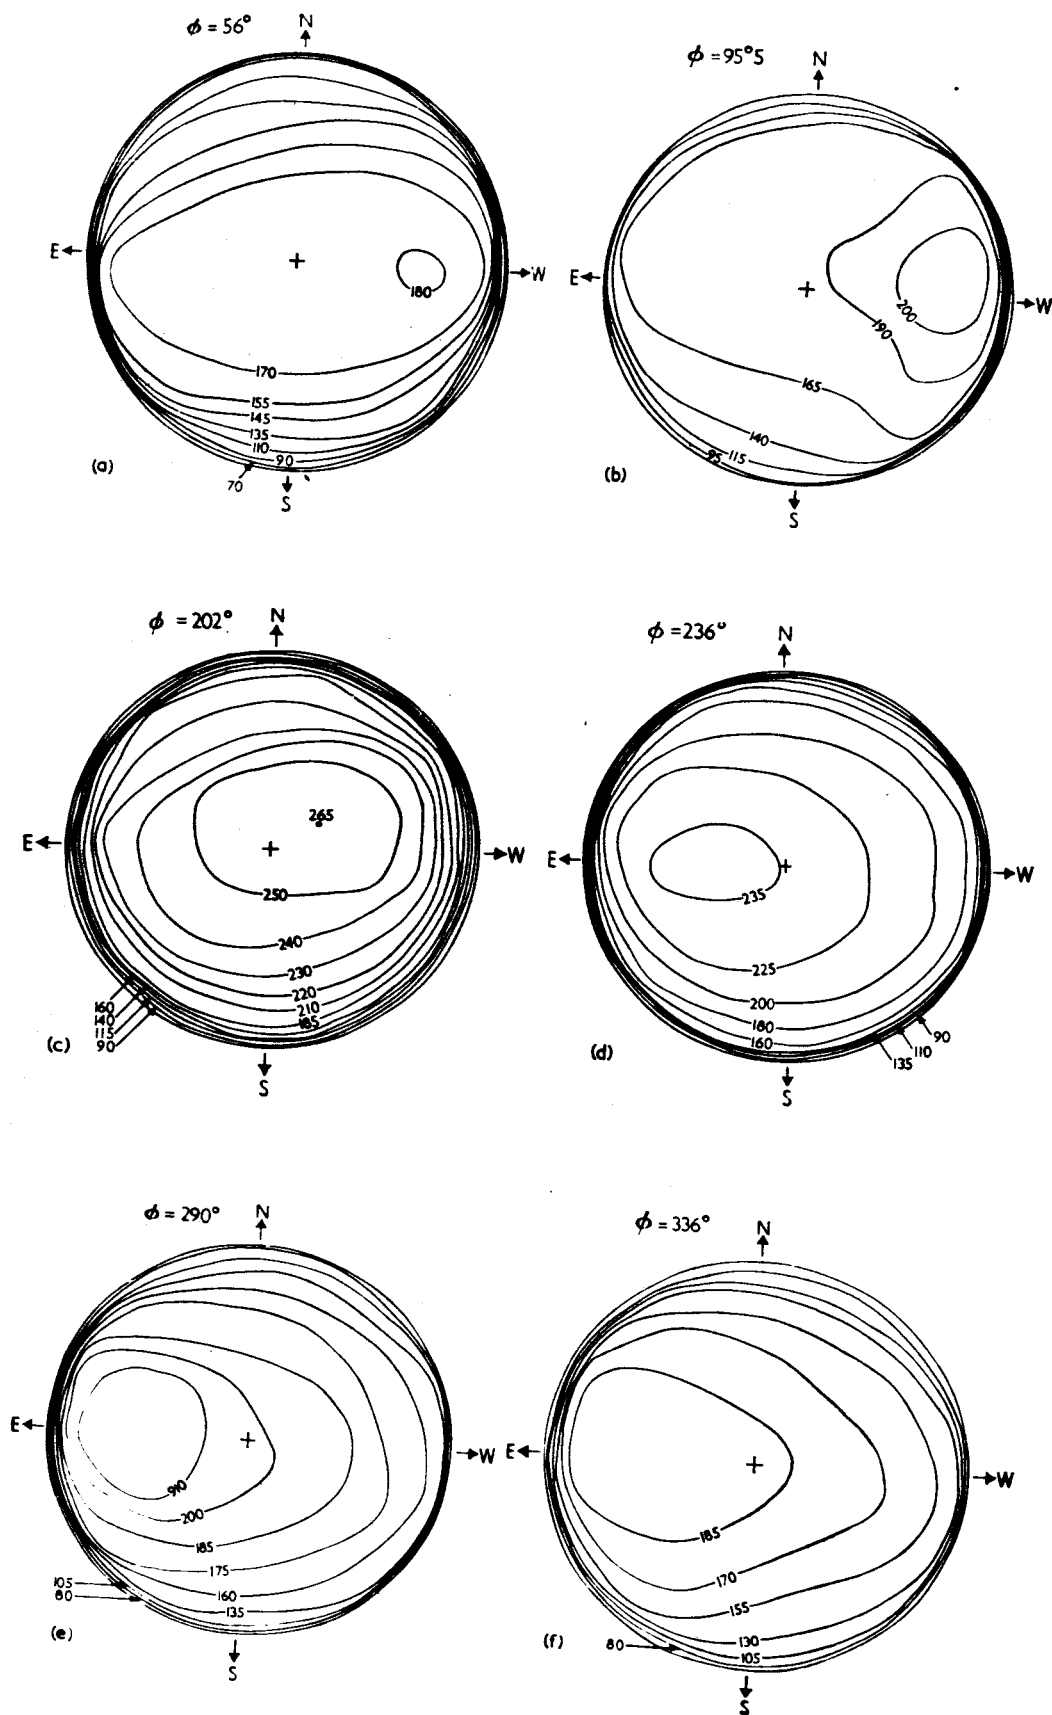 ϕ = 56°
N
E
W
180
170
155
145
135
110
90
70
(a)
S
ϕ = 95°5
N
E
W
200
190
165
140
115
95
(b)
S
ϕ = 202°
N
E
W
265
250
240
230
220
210
185
160
140
115
90
(c)
S
ϕ = 236°
N
E
W
235
225
200
180
160
90
110
135
(d)
S
ϕ = 290°
N
E
W
910
200
185
175
160
135
105
80
(e)
S
ϕ = 336°
N
E
W
185
170
155
130
105
80
(f)
S